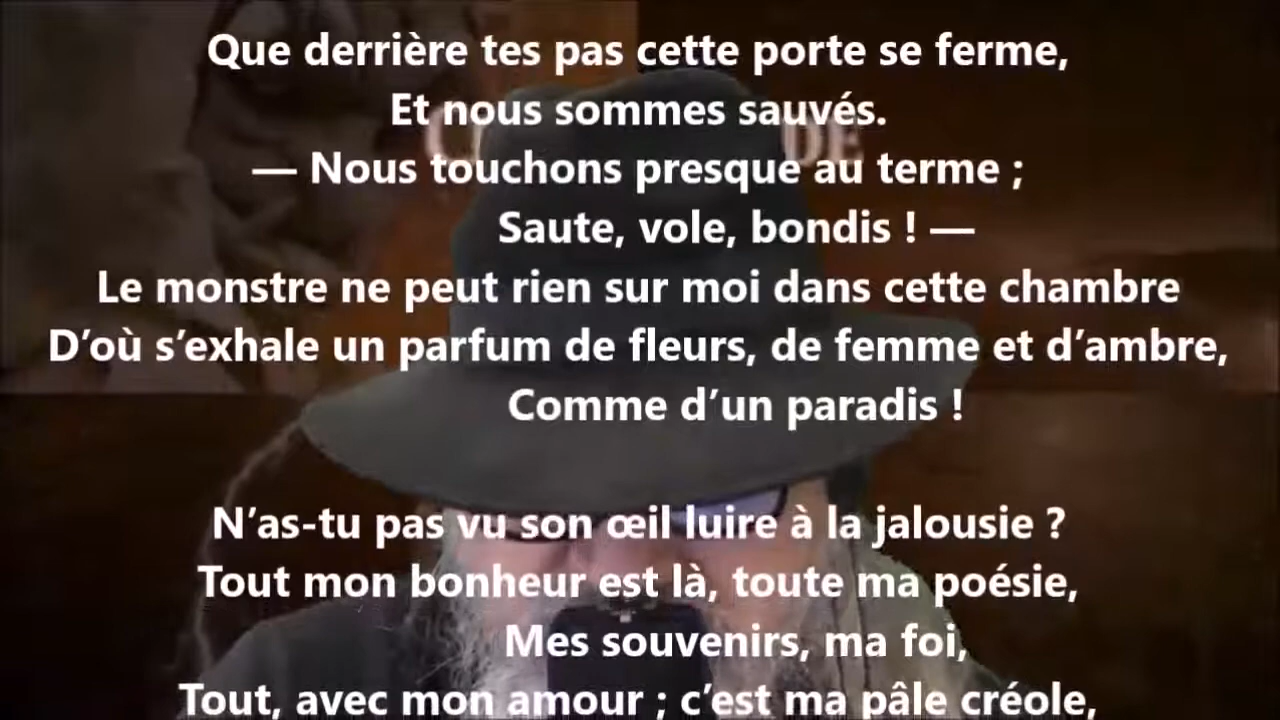 Que derrière tes pas cette porte se ferme,
Et nous sommes sauvés.
— Nous touchons presque au terme ;
Saute, vole, bondis ! —
Le monstre ne peut rien sur moi dans cette chambre
D’où s’exhale un parfum de fleurs, de femme et d’ambre,
Comme d’un paradis !
N’as-tu pas vu son œil luire à la jalousie ?
Tout mon bonheur est là, toute ma poésie,
Mes souvenirs, ma foi,
Tout, avec mon amour ; c’est ma pâle créole,